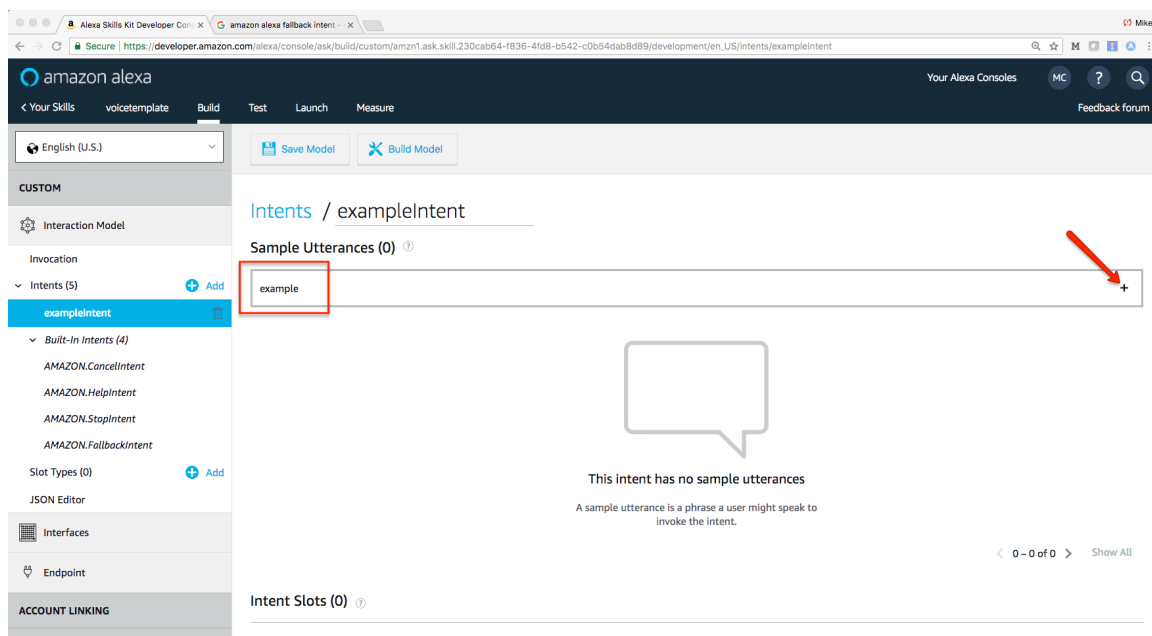 Alexa Skills Kit Developer Con
amazon alexa fallback intent -
Mike
Secure | https://developer.amazon.com/alexa/console/ask/build/custom/amzn1.ask.skill.230cab64-f836-4fd8-b542-c0b54dab8d89/development/en_US/intents/exampleIntent
amazon alexa
Your Alexa Consoles MC ?
< Your Skills voicetemplate Build Test Launch Measure Feedback forum
English (U.S.)
Save Model Build Model
CUSTOM
Interaction Model
Intents / exampleIntent
Sample Utterances (0) ?
Invocation
Intents (5) + Add
example +
exampleIntent
Built-In Intents (4)
AMAZON.CancelIntent
AMAZON.HelpIntent
AMAZON.StopIntent
AMAZON.FallbackIntent
Slot Types (0) + Add
This intent has no sample utterances
JSON Editor
A sample utterance is a phrase a user might speak to
invoke the intent.
Interfaces
< 0 – 0 of 0 > Show All
Endpoint
Intent Slots (0) ?
ACCOUNT LINKING